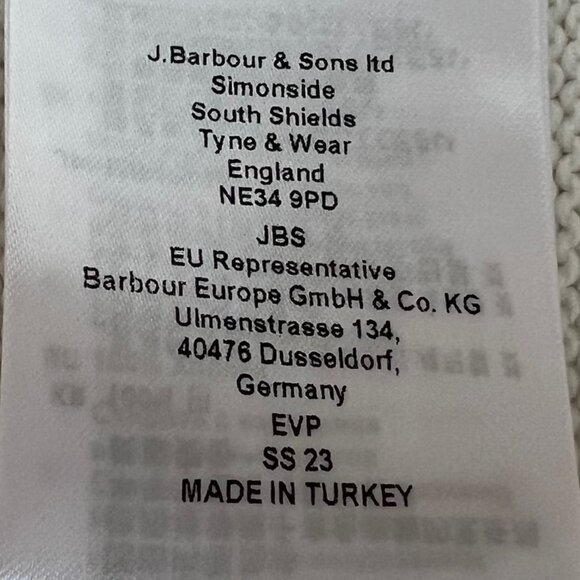 J.Barbour & Sons ltd
Simonside
South Shields
Tyne & Wear
England
NE34 9PD
JBS
EU Representative
Barbour Europe GmbH & Co. KG
Ulmenstrasse 134,
40476 Dusseldorf,
Germany
EVP
SS 23
MADE IN TURKEY